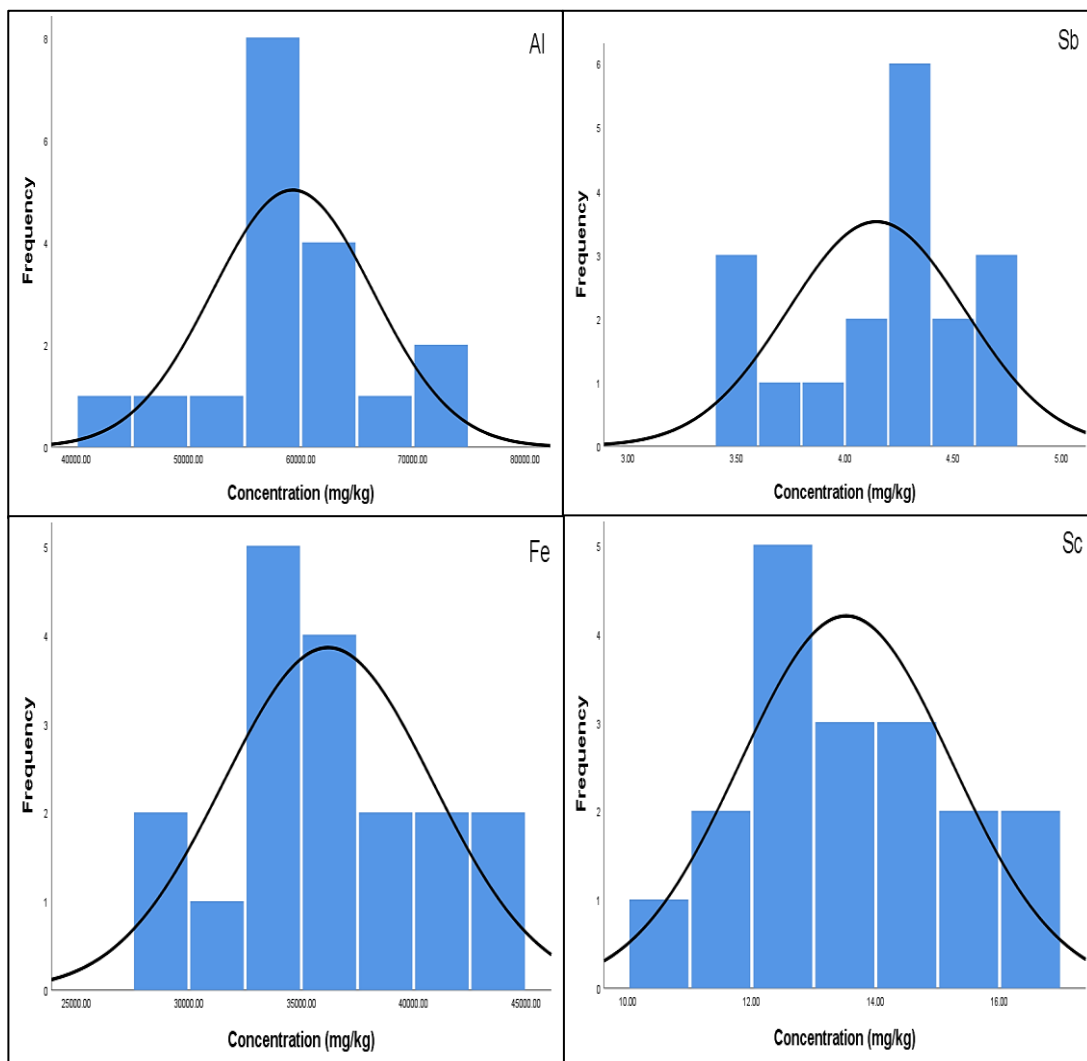 Al
Frequency
8
6
4
2
0
40000.00 50000.00 60000.00 70000.00 80000.00
Concentration (mg/kg)
Sb
Frequency
6
5
4
3
2
1
0
3.00 3.50 4.00 4.50 5.00
Concentration (mg/kg)
Fe
Frequency
5
4
3
2
1
0
25000.00 30000.00 35000.00 40000.00 45000.00
Concentration (mg/kg)
Sc
Frequency
5
4
3
2
1
0
10.00 12.00 14.00 16.00
Concentration (mg/kg)